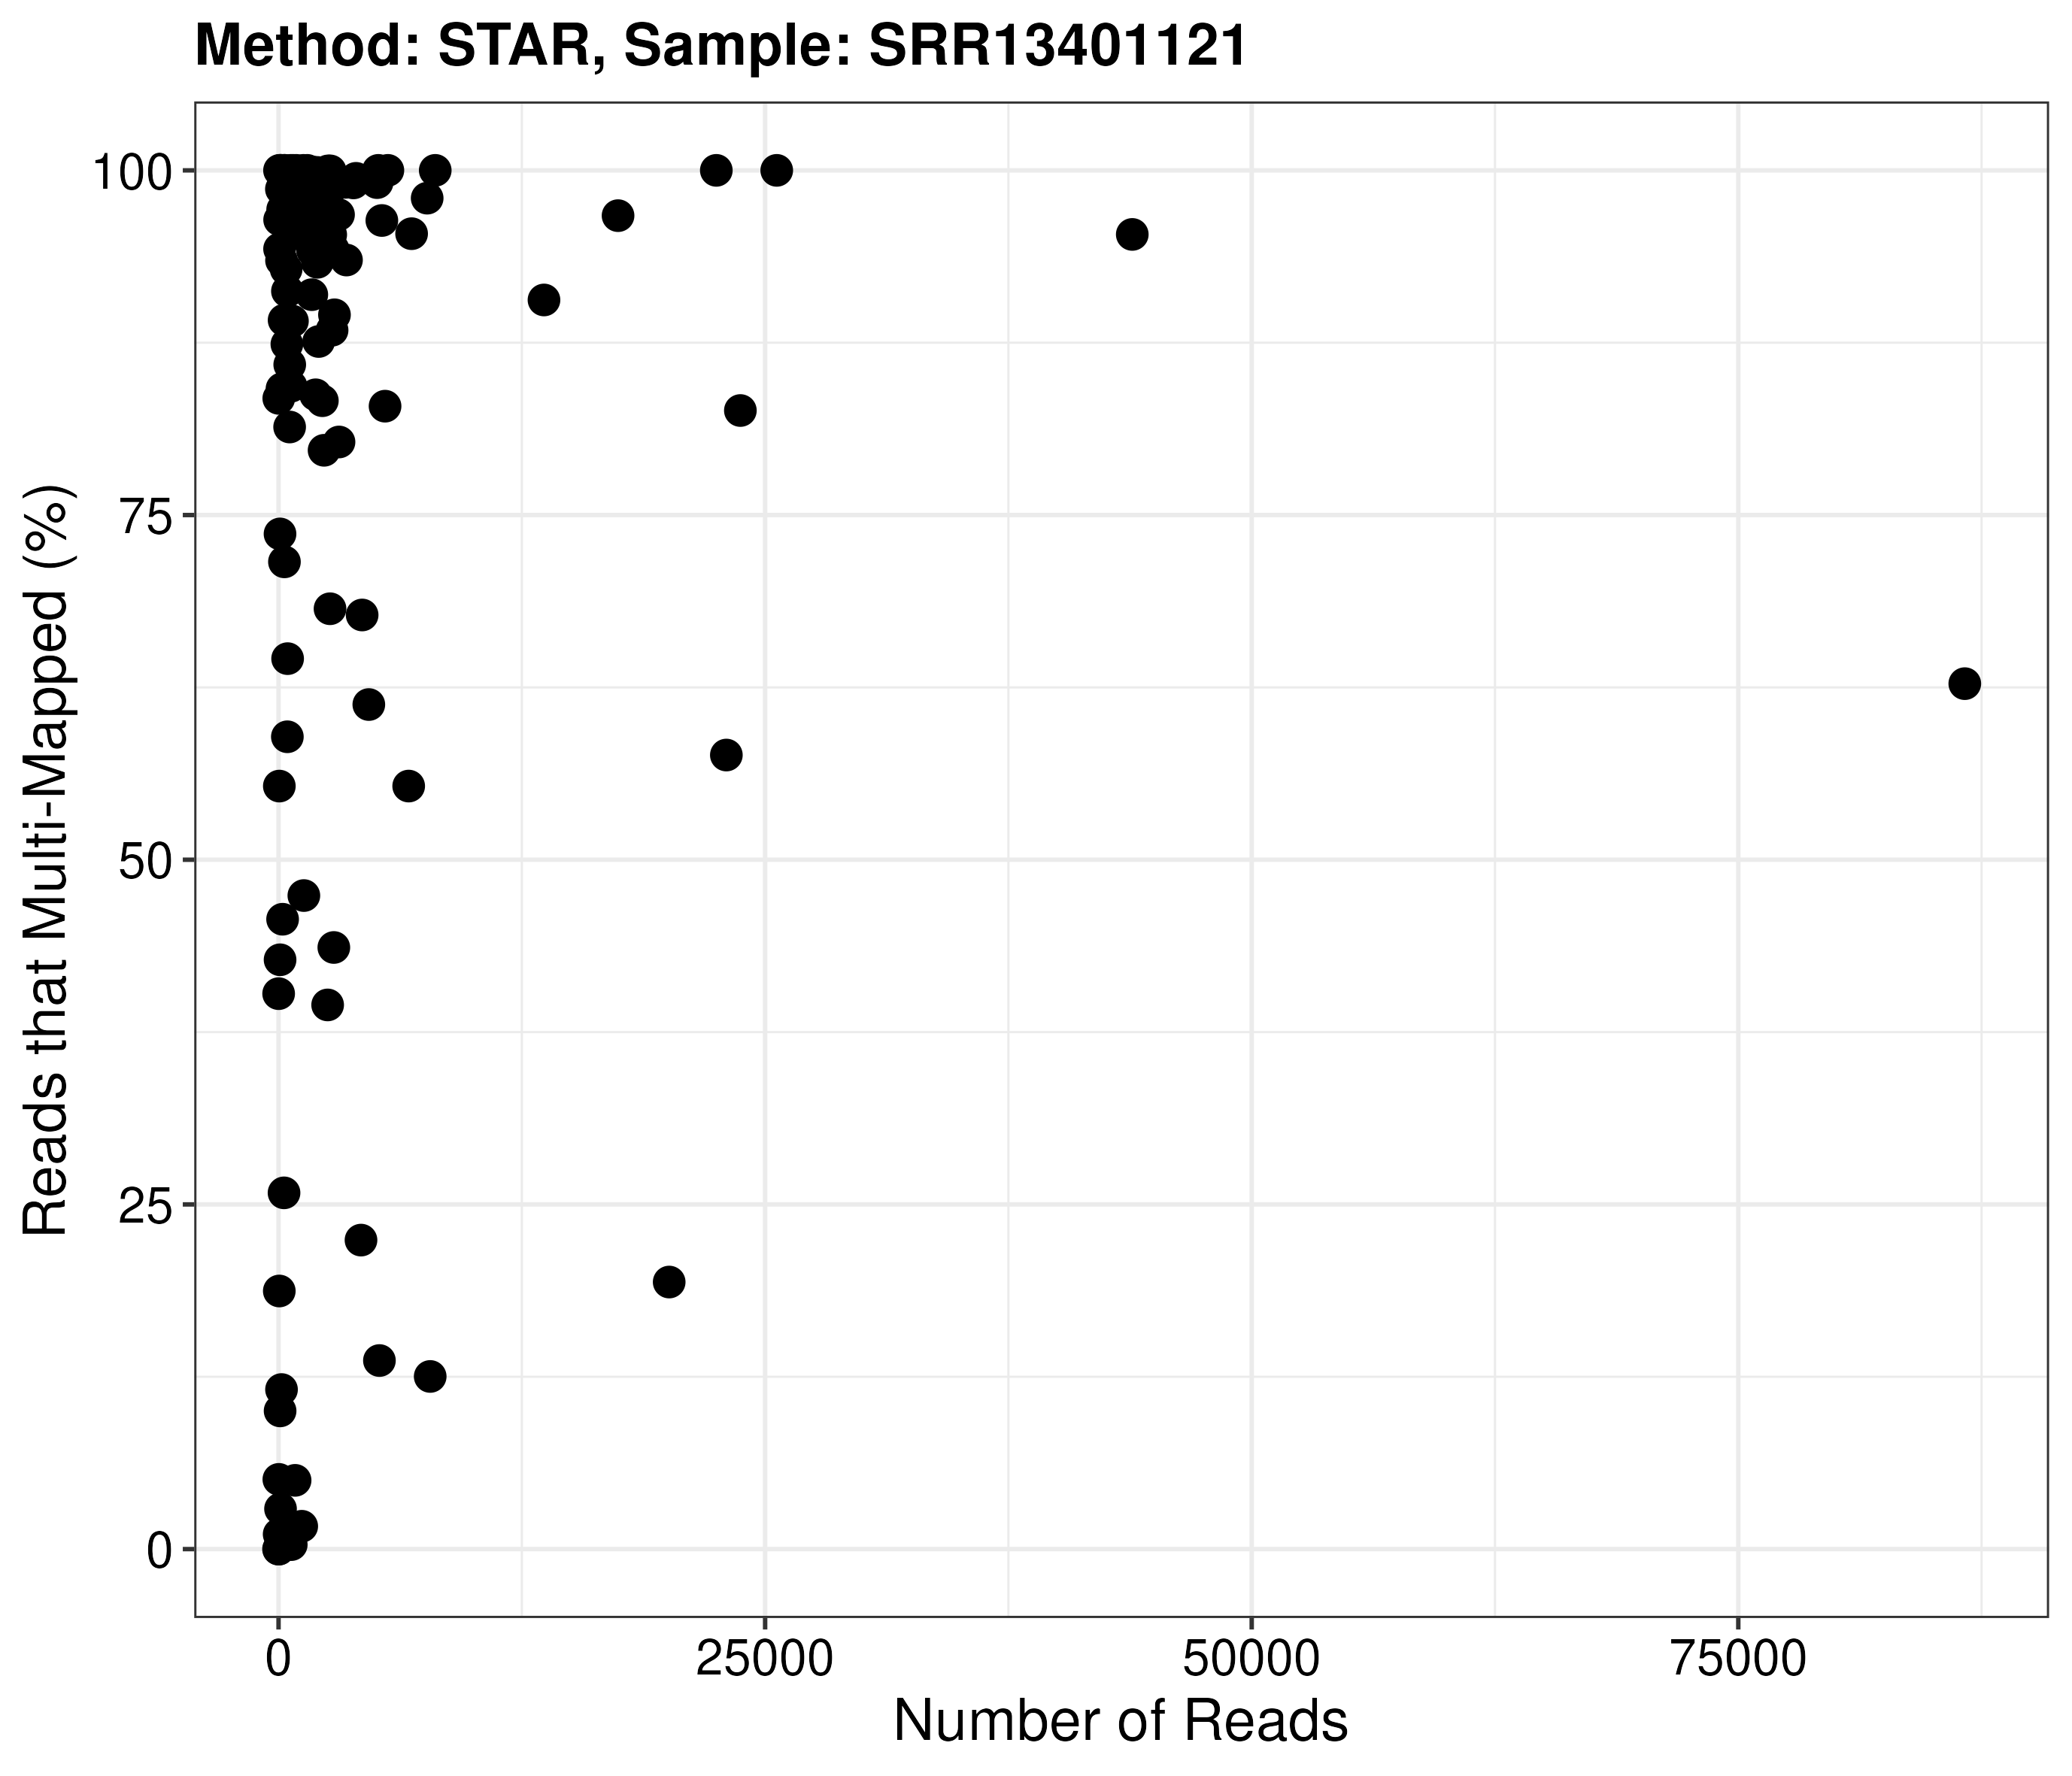 Method: STAR, Sample: SRR13401121
Reads that Multi-Mapped (%)
100
75
50
25
0
0 25000 50000 75000
Number of Reads